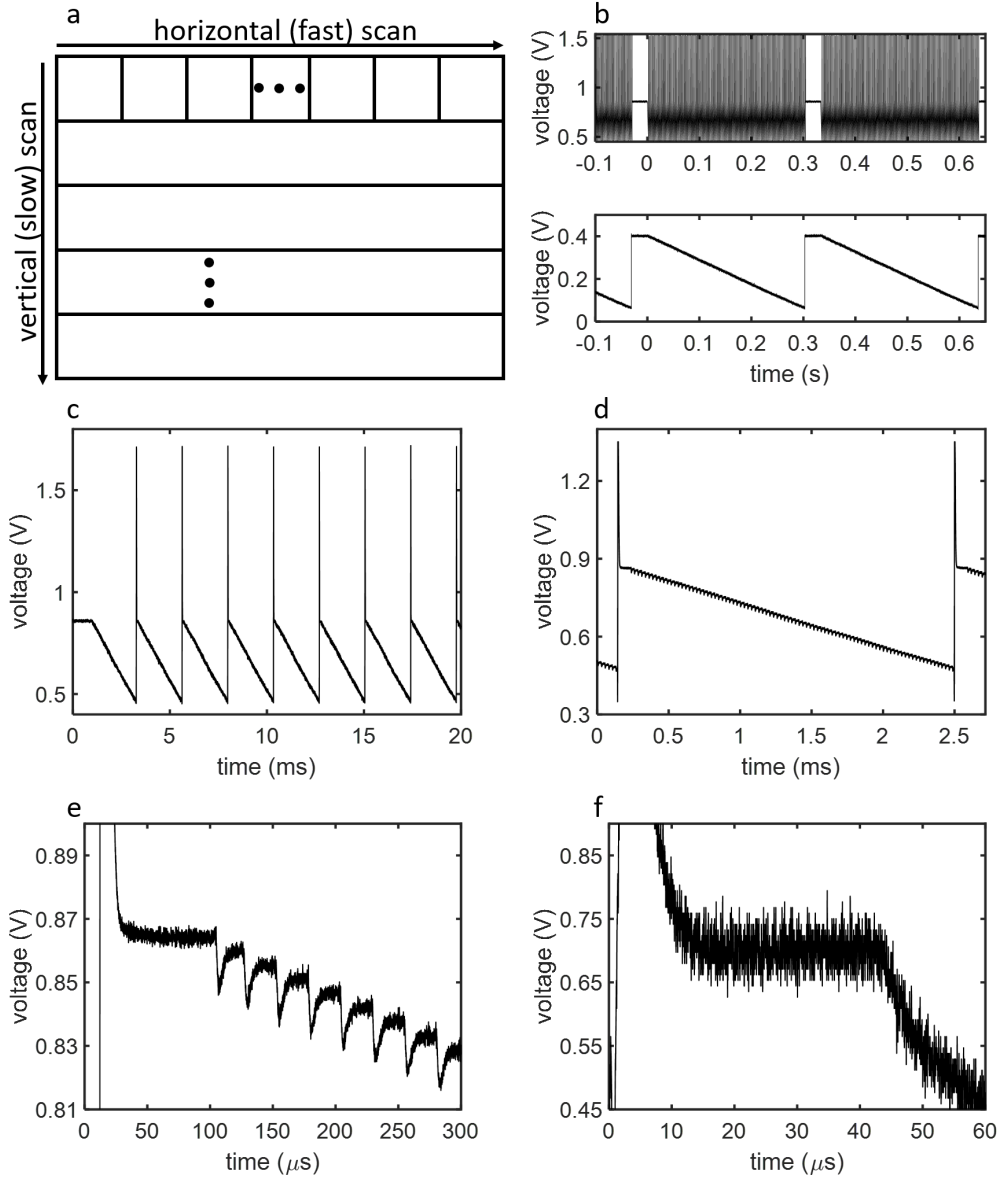 a
horizontal (fast) scan
vertical (slow) scan
b
voltage (V)
1.5
1
0.5
-0.1 0 0.1 0.2 0.3 0.4 0.5 0.6
voltage (V)
0.4
0.2
0
-0.1 0 0.1 0.2 0.3 0.4 0.5 0.6
time (s)
c
voltage (V)
1.5
1
0.5
0 5 10 15 20
time (ms)
d
voltage (V)
1.2
0.9
0.6
0.3
0 0.5 1 1.5 2 2.5
time (ms)
e
voltage (V)
0.89
0.87
0.85
0.83
0.81
0 50 100 150 200 250 300
time (μs)
f
voltage (V)
0.85
0.75
0.65
0.55
0.45
0 10 20 30 40 50 60
time (μs)